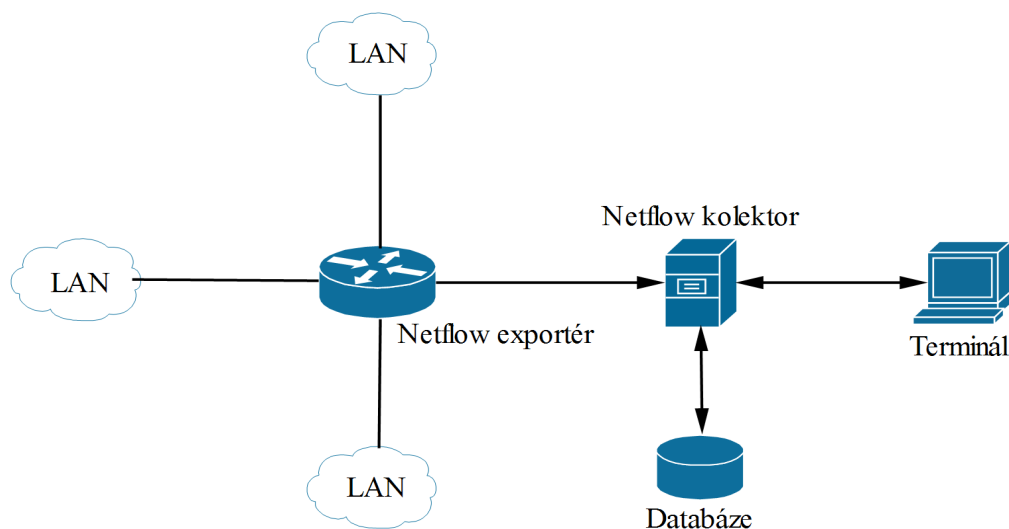 LAN
Netflow kolektor
LAN
Netflow exportér
Terminál
LAN
Databáze